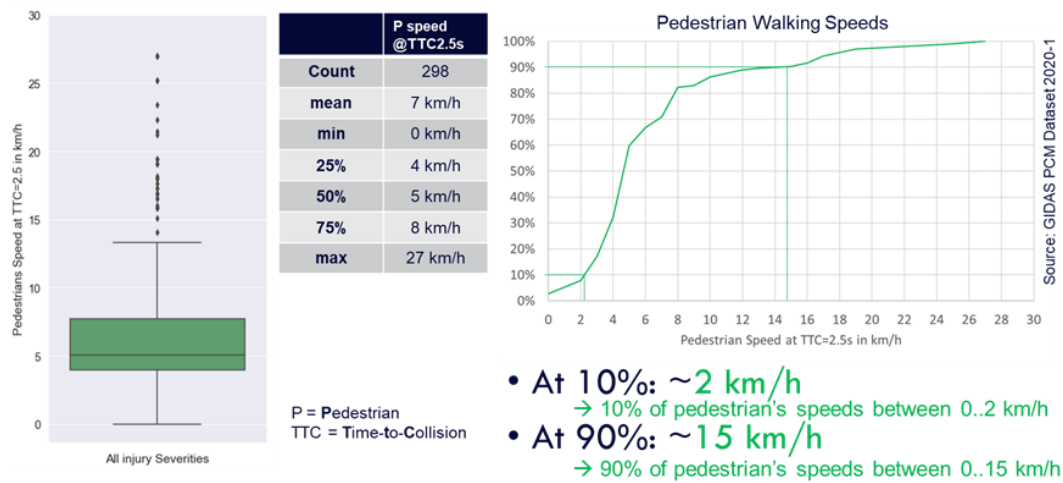 30
25
20
15
10
5
0
Pedestrians Speed at TTC=2.5 in km/h
All injury Severities
P speed
@TTC2.5s
Count 298
mean 7 km/h
min 0 km/h
25% 4 km/h
50% 5 km/h
75% 8 km/h
max 27 km/h
P = Pedestrian
TTC = Time-to-Collision
Pedestrian Walking Speeds
100%
90%
80%
70%
60%
50%
40%
30%
20%
10%
0%
0 2 4 6 8 10 12 14 16 18 20 22 24 26 28 30
Pedestrian Speed at TTC=2.5s in km/h
Source: GIDAS PCM Dataset 2020-1
• At 10%: ~2 km/h
→ 10% of pedestrian's speeds between 0..2 km/h
• At 90%: ~15 km/h
→ 90% of pedestrian's speeds between 0..15 km/h